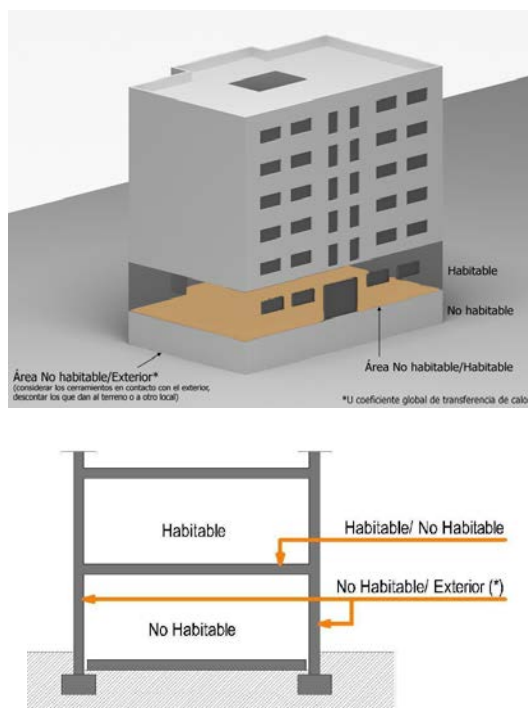 Habitable
No habitable
Área No habitable/Exterior*
(considerar los cerramientos en contacto con el exterior,
descontar los que dan al terreno o a otro local)
Área No habitable/Habitable
*U coeficiente global de transferencia de calo
Habitable
Habitable/ No Habitable
No Habitable/ Exterior (*)
No Habitable